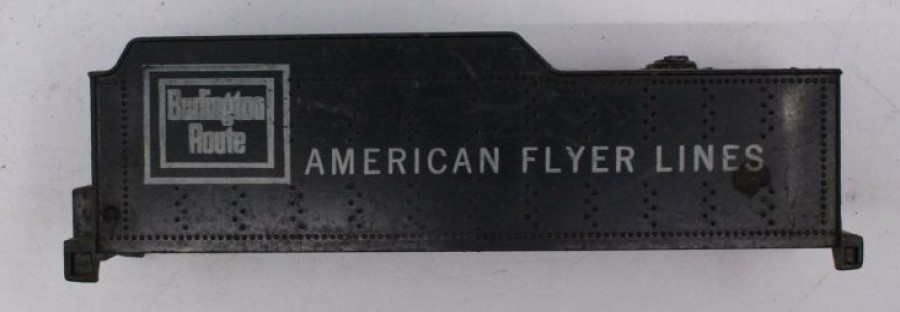 Burlington
Route
AMERICAN FLYER LINES